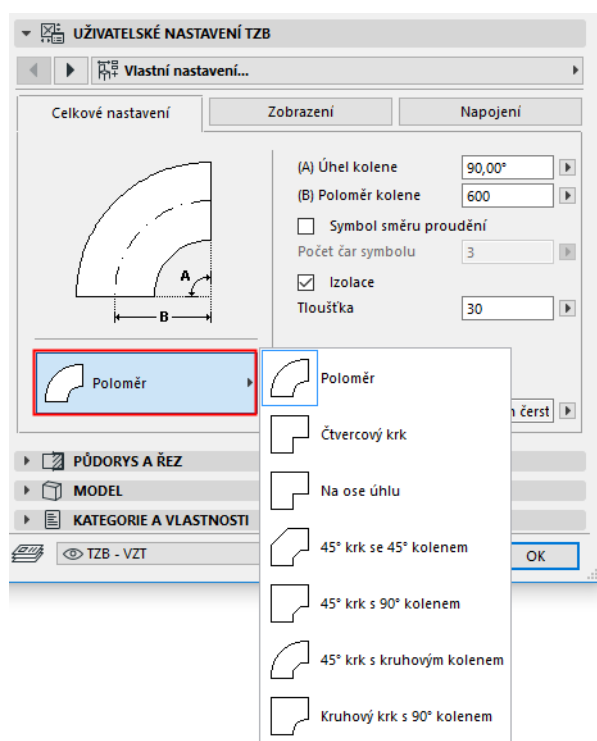 UŽIVATELSKÉ NASTAVENÍ TZB
Vlastní nastavení...
Celkové nastavení
Zobrazení
Napojení
(A) Úhel kolene
90,00°
(B) Poloměr kolene
600
Symbol směru proudění
Počet čar symbolu
3
Izolace
Tloušťka
30
A
B
Poloměr
Poloměr
Čtvercový krk
čerst
Na ose úhlu
45° krk se 45° kolenem
45° krk s 90° kolenem
45° krk s kruhovým kolenem
Kruhový krk s 90° kolenem
PŮDORYS A ŘEZ
MODEL
KATEGORIE A VLASTNOSTI
TZB - VZT
OK